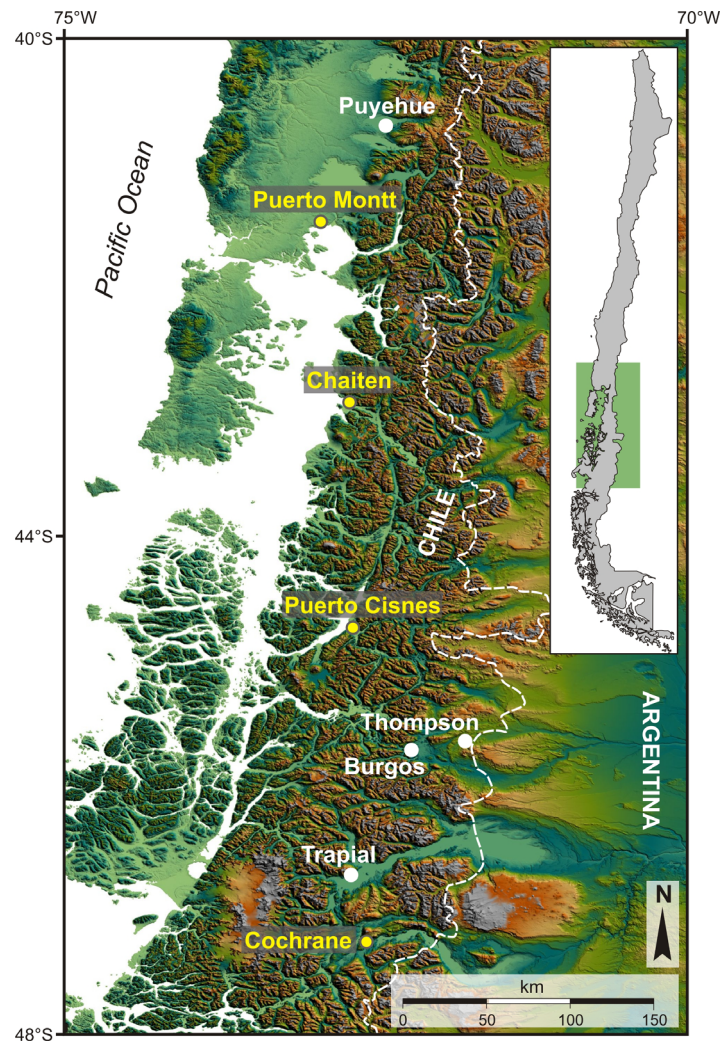 75°W
70°W
40°S
Puyehue
Puerto Montt
Pacific Ocean
Chaiten
CHILE
44°S
Puerto Cisnes
Thompson
Burgos
ARGENTINA
Trapial
Cochrane
N
km
0 50 100 150
48°S